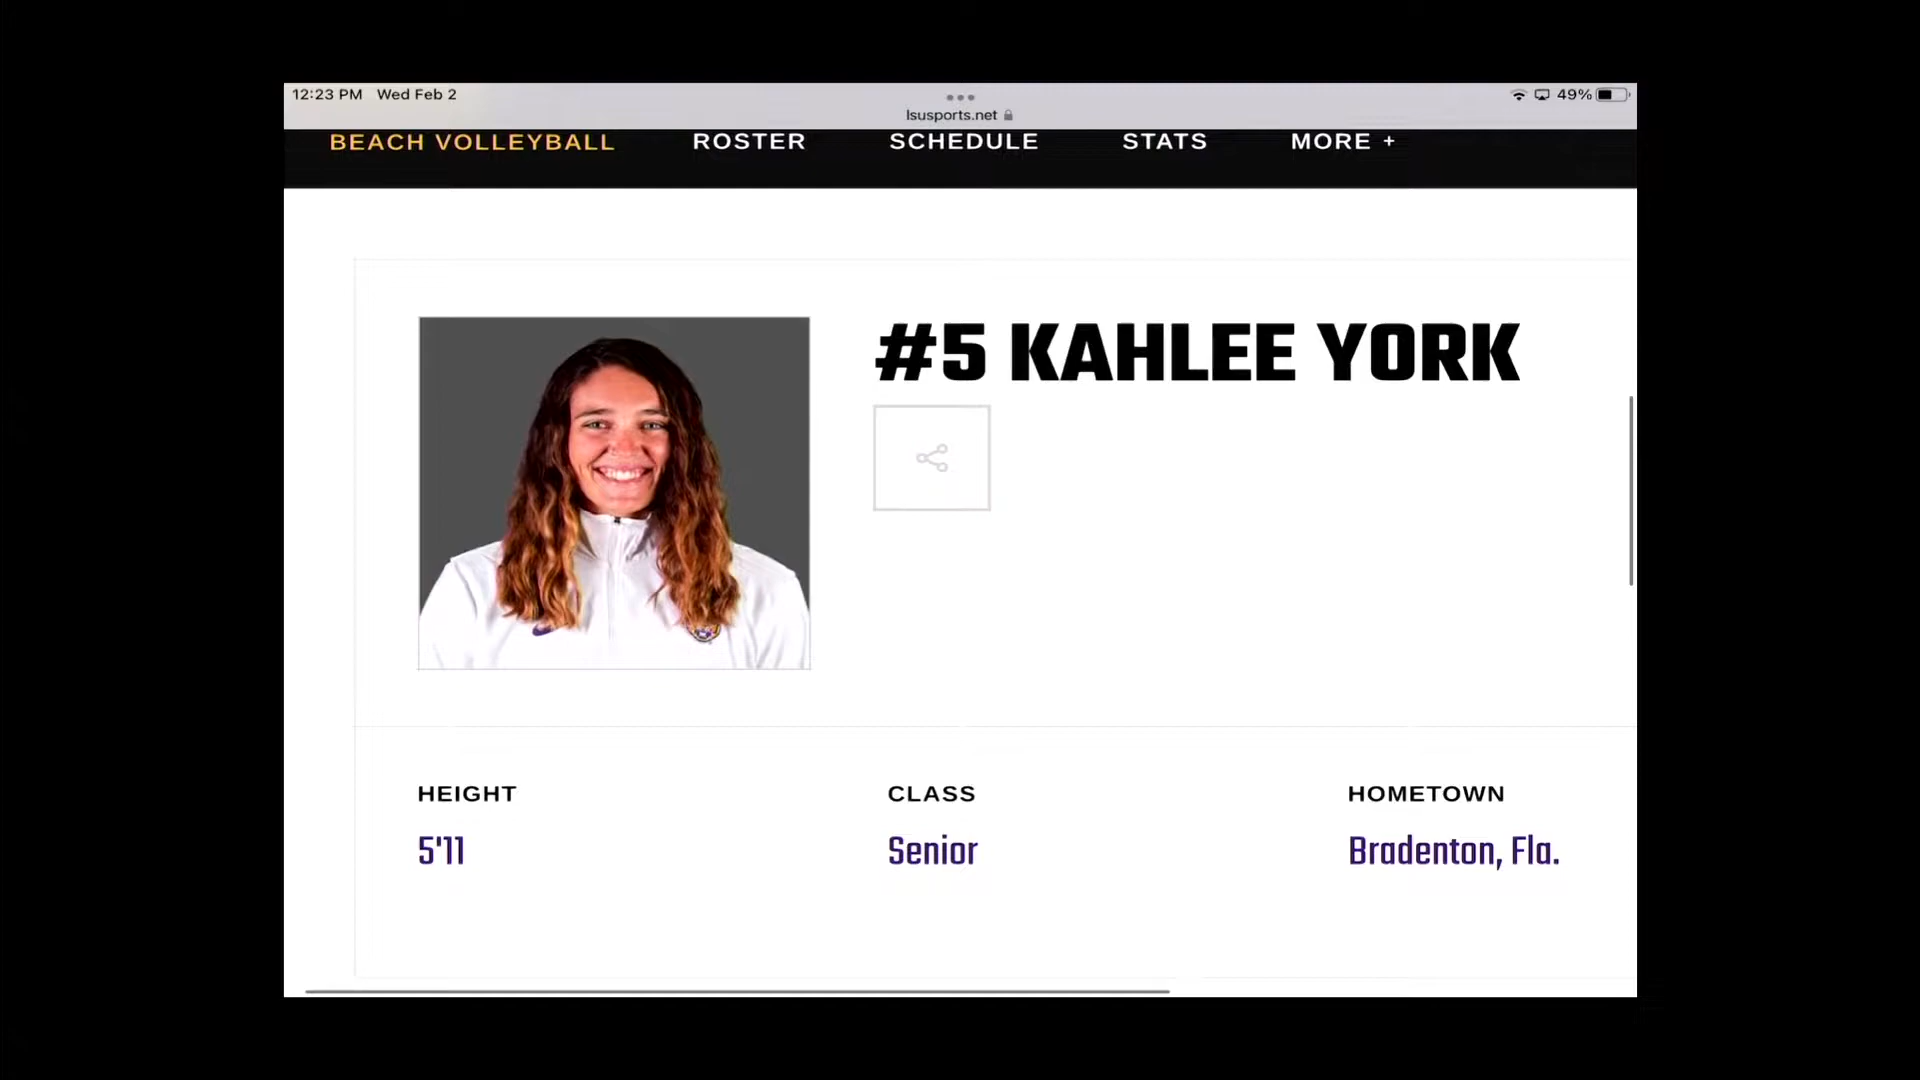 12:23 PM Wed Feb 2
lsusports.net
49%
BEACH VOLLEYBALL ROSTER SCHEDULE STATS MORE +
#5 KAHLEE YORK
HEIGHT CLASS HOMETOWN
5'11 Senior Bradenton, Fla.